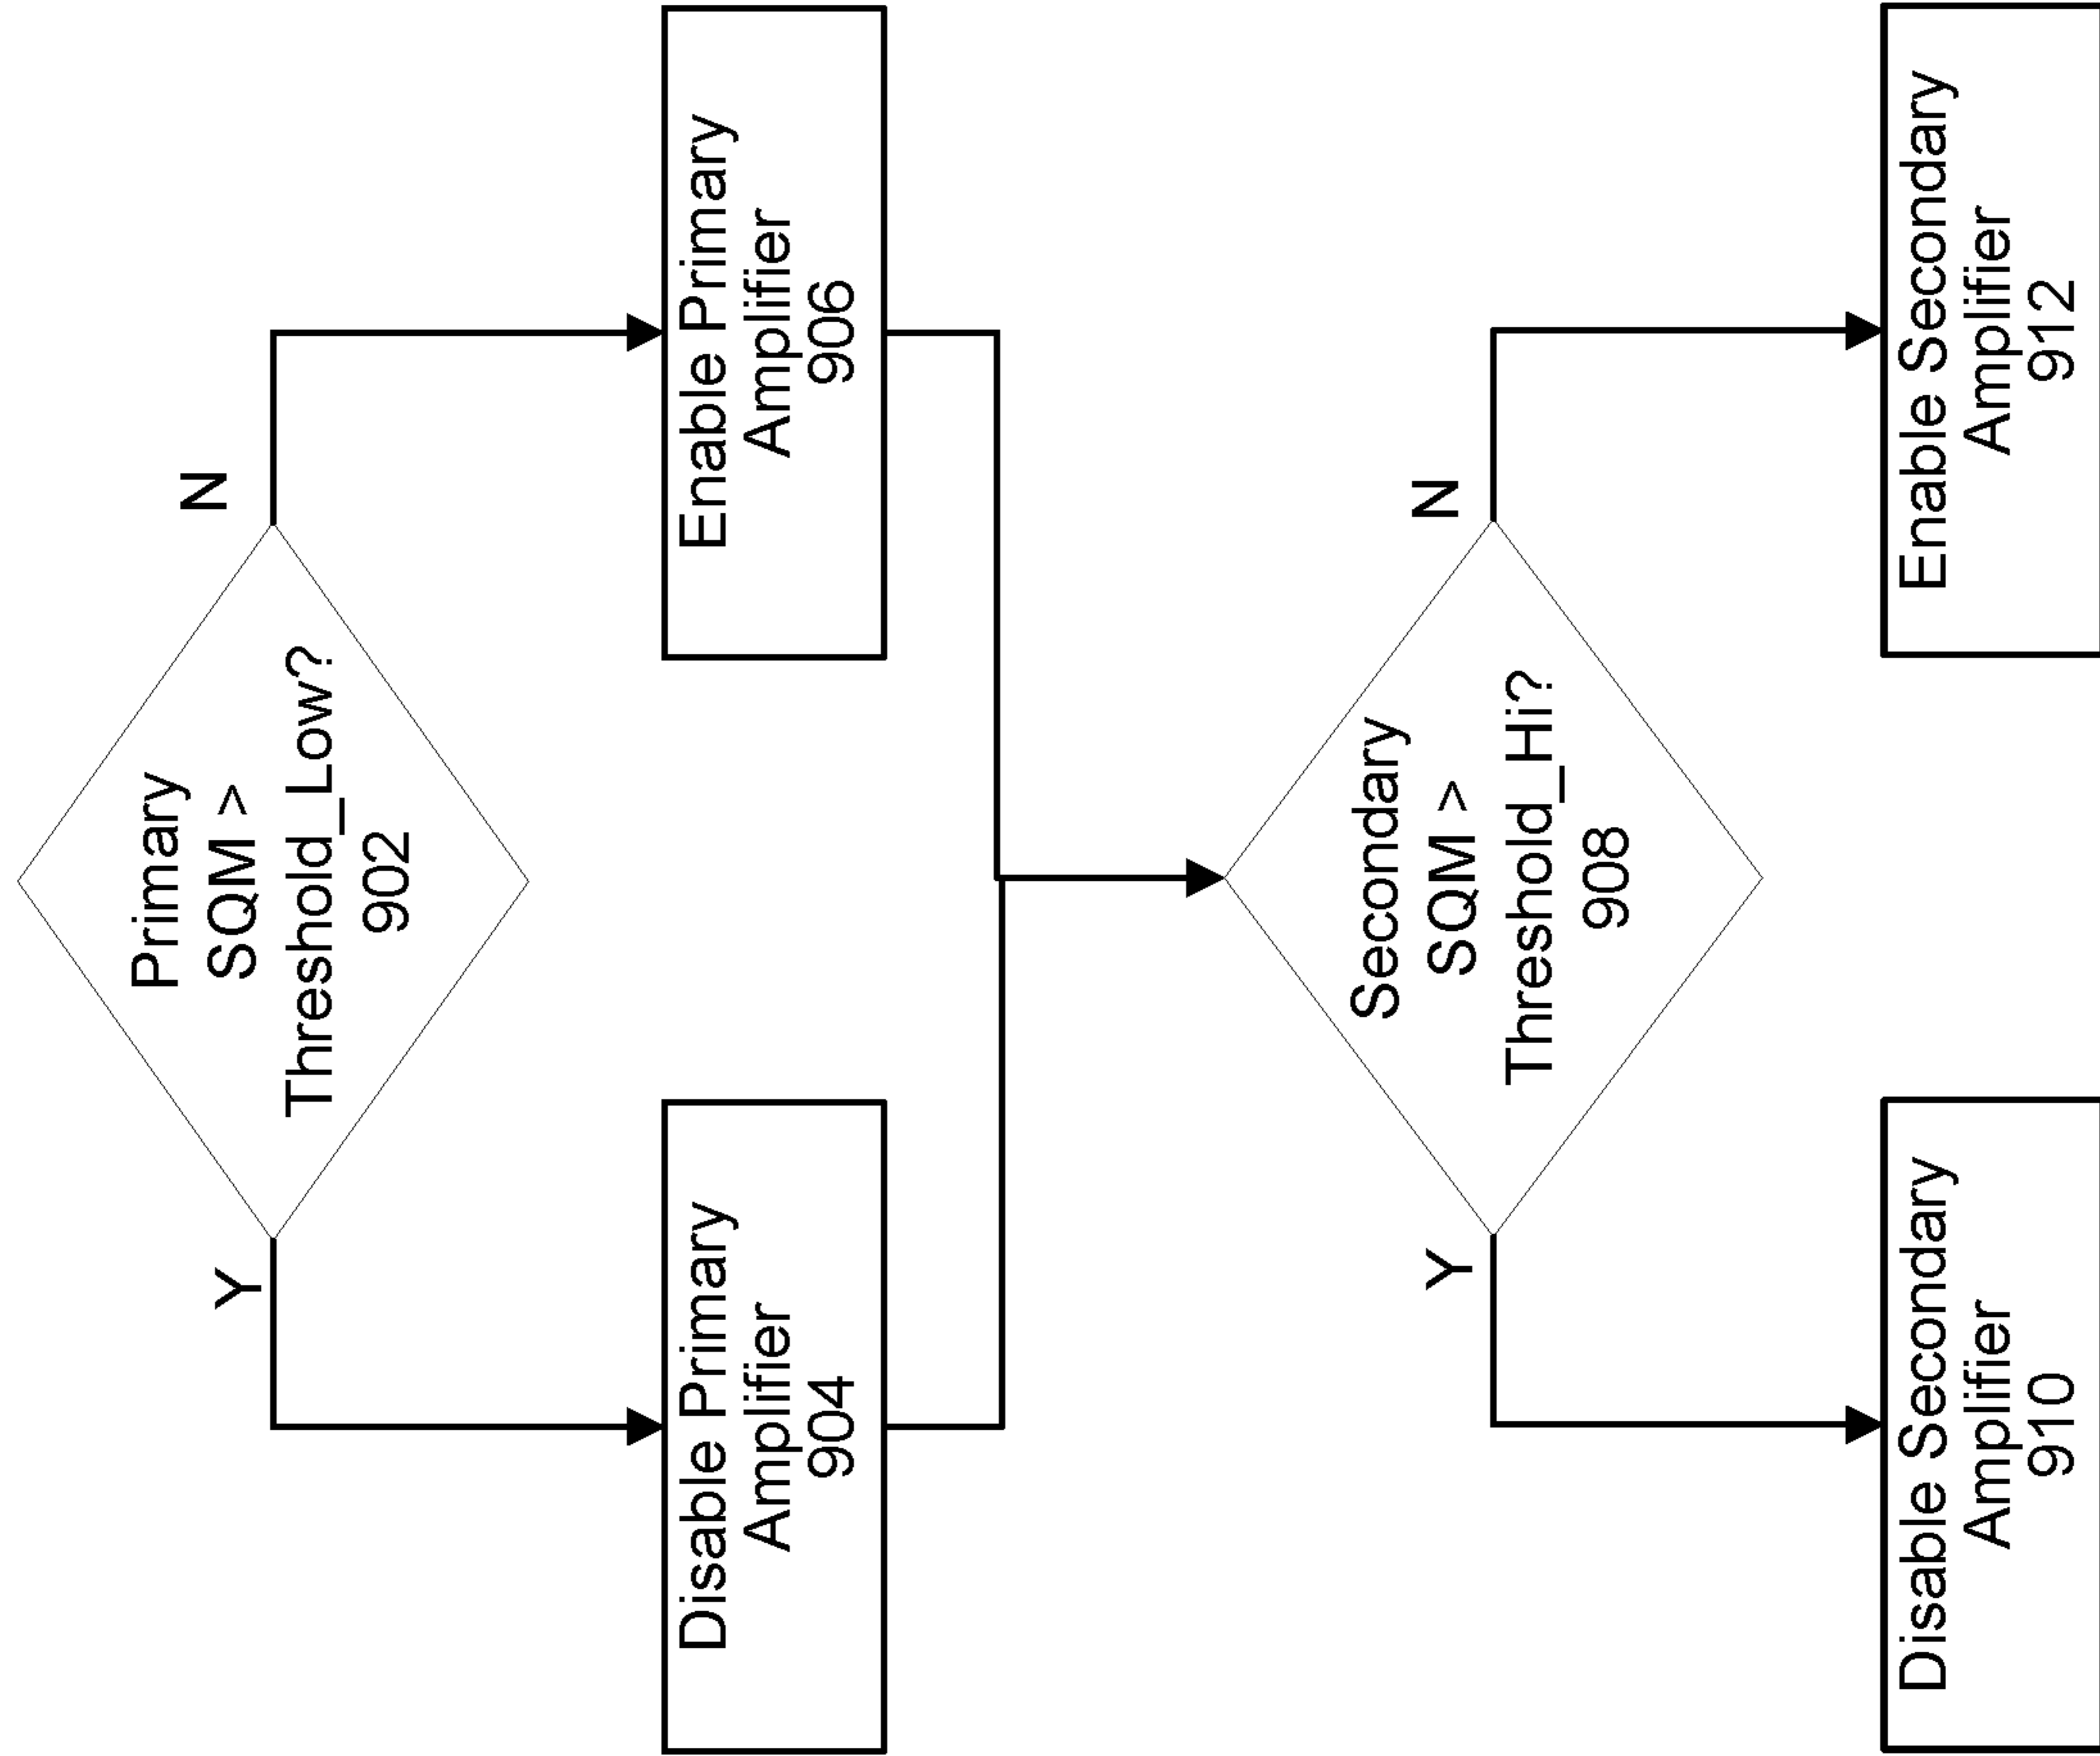 Primary
SQM >
Threshold_Low?
902
Y
N
Disable Primary
Amplifier
904
Enable Primary
Amplifier
906
Secondary
SQM >
Threshold_Hi?
908
Y
N
Disable Secondary
Amplifier
910
Enable Secondary
Amplifier
912